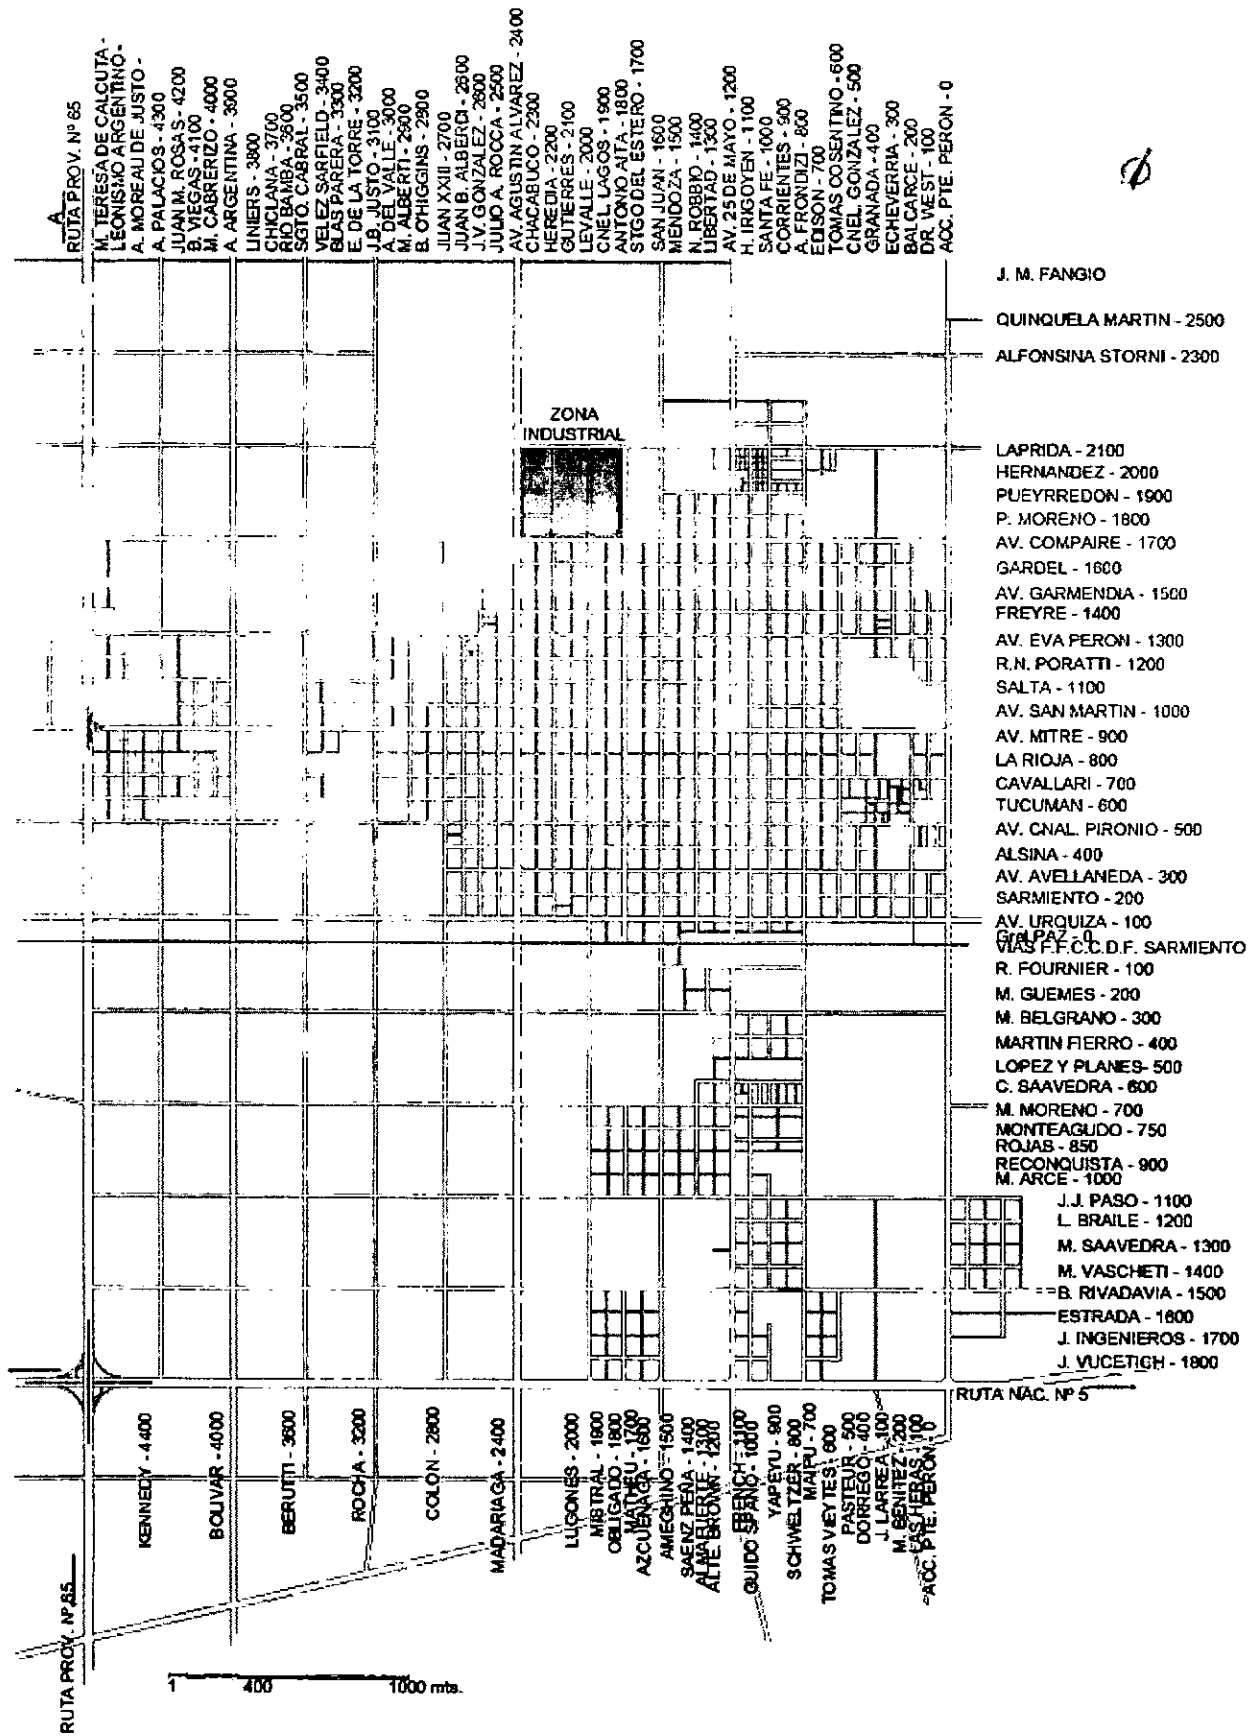 A
RUTA PROV. Nº 65
M. TERESA DE CALCUTA -
LEONISMO ARGENTINO -
A. MOREAU DE JUSTO -
A. PALACIOS - 4300
JUAN M. ROSAS - 4200
B. VIEGAS - 4100
M. CABRERIZO - 4000
A. ARGENTINA - 3900
LINIERS - 3800
CHICLANA - 3700
RIO BAMBA - 3600
SGTO. CABRAL - 3500
VELEZ SARFIELD - 3400
BLAS PARERA - 3300
E. DE LA TORRE - 3200
J.B. JUSTO - 3100
A. DEL VALLE - 3000
M. ALBERTI - 2900
B. O'HIGGINS - 2800
JUAN XXIII - 2700
JUAN B. ALBERDI - 2600
J.V. GONZALEZ - 2600
JULIO A. ROCCA - 2500
AV. AGUSTIN ALVAREZ - 2400
CHACABUCO - 2300
HEREDIA - 2200
GUTIERRES - 2100
LEVALLE - 2000
CNEL. LAGOS - 1900
ANTONIO AITA - 1800
STGO DEL ESTERO - 1700
SAN JUAN - 1600
MENDOZA - 1500
N. ROBBIO - 1400
LIBERTAD - 1300
AV. 25 DE MAYO - 1200
H. IRIGOYEN - 1100
SANTA FE - 1000
CORRIENTES - 900
A. FRONDIZI - 800
EDISON - 700
TOMAS COSENTINO - 600
CNEL. GONZALEZ - 500
GRANADA - 400
ECHEVERRIA - 300
BALCARCE - 200
DR. WEST - 100
ACC. PTE. PERON - 0
J. M. FANGIO
QUINQUELA MARTIN - 2500
ALFONSINA STORNI - 2300
ZONA
INDUSTRIAL
LAPRIDA - 2100
HERNANDEZ - 2000
PUEYRREDON - 1900
P. MORENO - 1800
AV. COMPAIRE - 1700
GARDEL - 1600
AV. GARMENDIA - 1500
FREYRE - 1400
AV. EVA PERON - 1300
R.N. PORATTI - 1200
SALTA - 1100
AV. SAN MARTIN - 1000
AV. MITRE - 900
LA RIOJA - 800
CAVALLARI - 700
TUCUMAN - 600
AV. CNAL. PIRONIO - 500
ALSINA - 400
AV. AVELLANEDA - 300
SARMIENTO - 200
AV. URQUIZA - 100
Gral. PAZ - 0
VIAS F.F.C.C.D.F. SARMIENTO
R. FOURNIER - 100
M. GUEMES - 200
M. BELGRANO - 300
MARTIN FIERRO - 400
LOPEZ Y PLANES- 500
C. SAAVEDRA - 600
M. MORENO - 700
MONTEAGUDO - 750
ROJAS - 850
RECONQUISTA - 900
M. ARCE - 1000
J.J. PASO - 1100
L. BRAILE - 1200
M. SAAVEDRA - 1300
M. VASCHETI - 1400
B. RIVADAVIA - 1500
ESTRADA - 1600
J. INGENIEROS - 1700
J. VUCETICH - 1800
RUTA NAC. Nº 5
KENNEDY - 4400
BOLIVAR - 4000
BERUTTI - 3600
ROCHA - 3200
COLON - 2800
MADARIAGA - 2400
LUGONES - 2000
MISTRAL - 1900
OBLIGADO - 1800
MATHEU - 1700
AZCUENAGA - 1600
AMEGHINO - 1500
SAENZ PEÑA - 1400
ALMAFUERTE - 1300
ALTE. BROWN - 1200
FRENCH - 1100
GUIDO SPANO - 1000
YAPEYU - 900
SCHWELTZER - 800
MAIPU - 700
TOMAS VIEYTES - 600
PASTEUR - 500
DORREGO - 400
J. LARREA - 100
M. BENITEZ - 200
LAS HERAS - 100
ACC. PTE. PERON - 0
RUTA PROV. Nº 65
1 400 1000 mts.